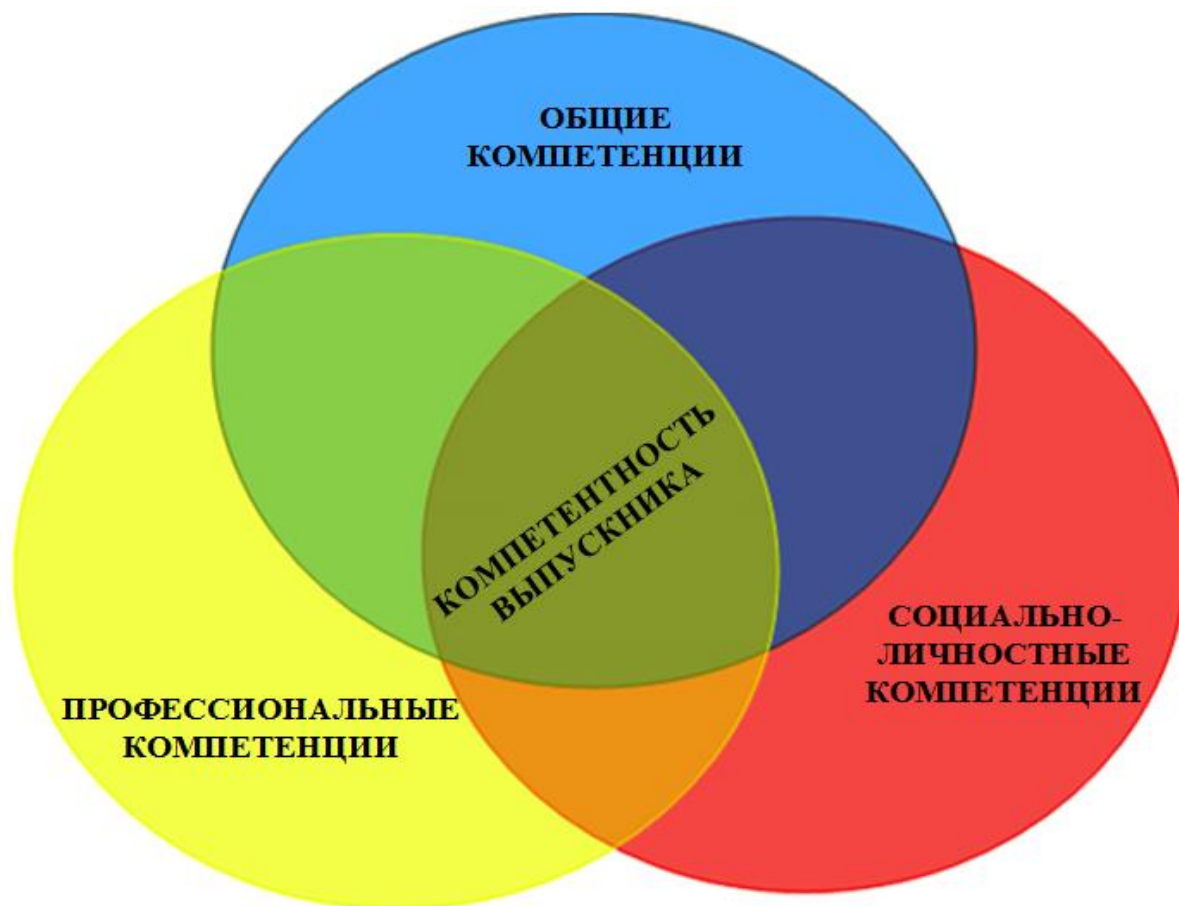 ОБЩИЕ
КОМПЕТЕНЦИИ
КОМПЕТЕНТНОСТЬ
ВЫПУСКНИКА
СОЦИАЛЬНО-
ЛИЧНОСТНЫЕ
КОМПЕТЕНЦИИ
ПРОФЕССИОНАЛЬНЫЕ
КОМПЕТЕНЦИИ